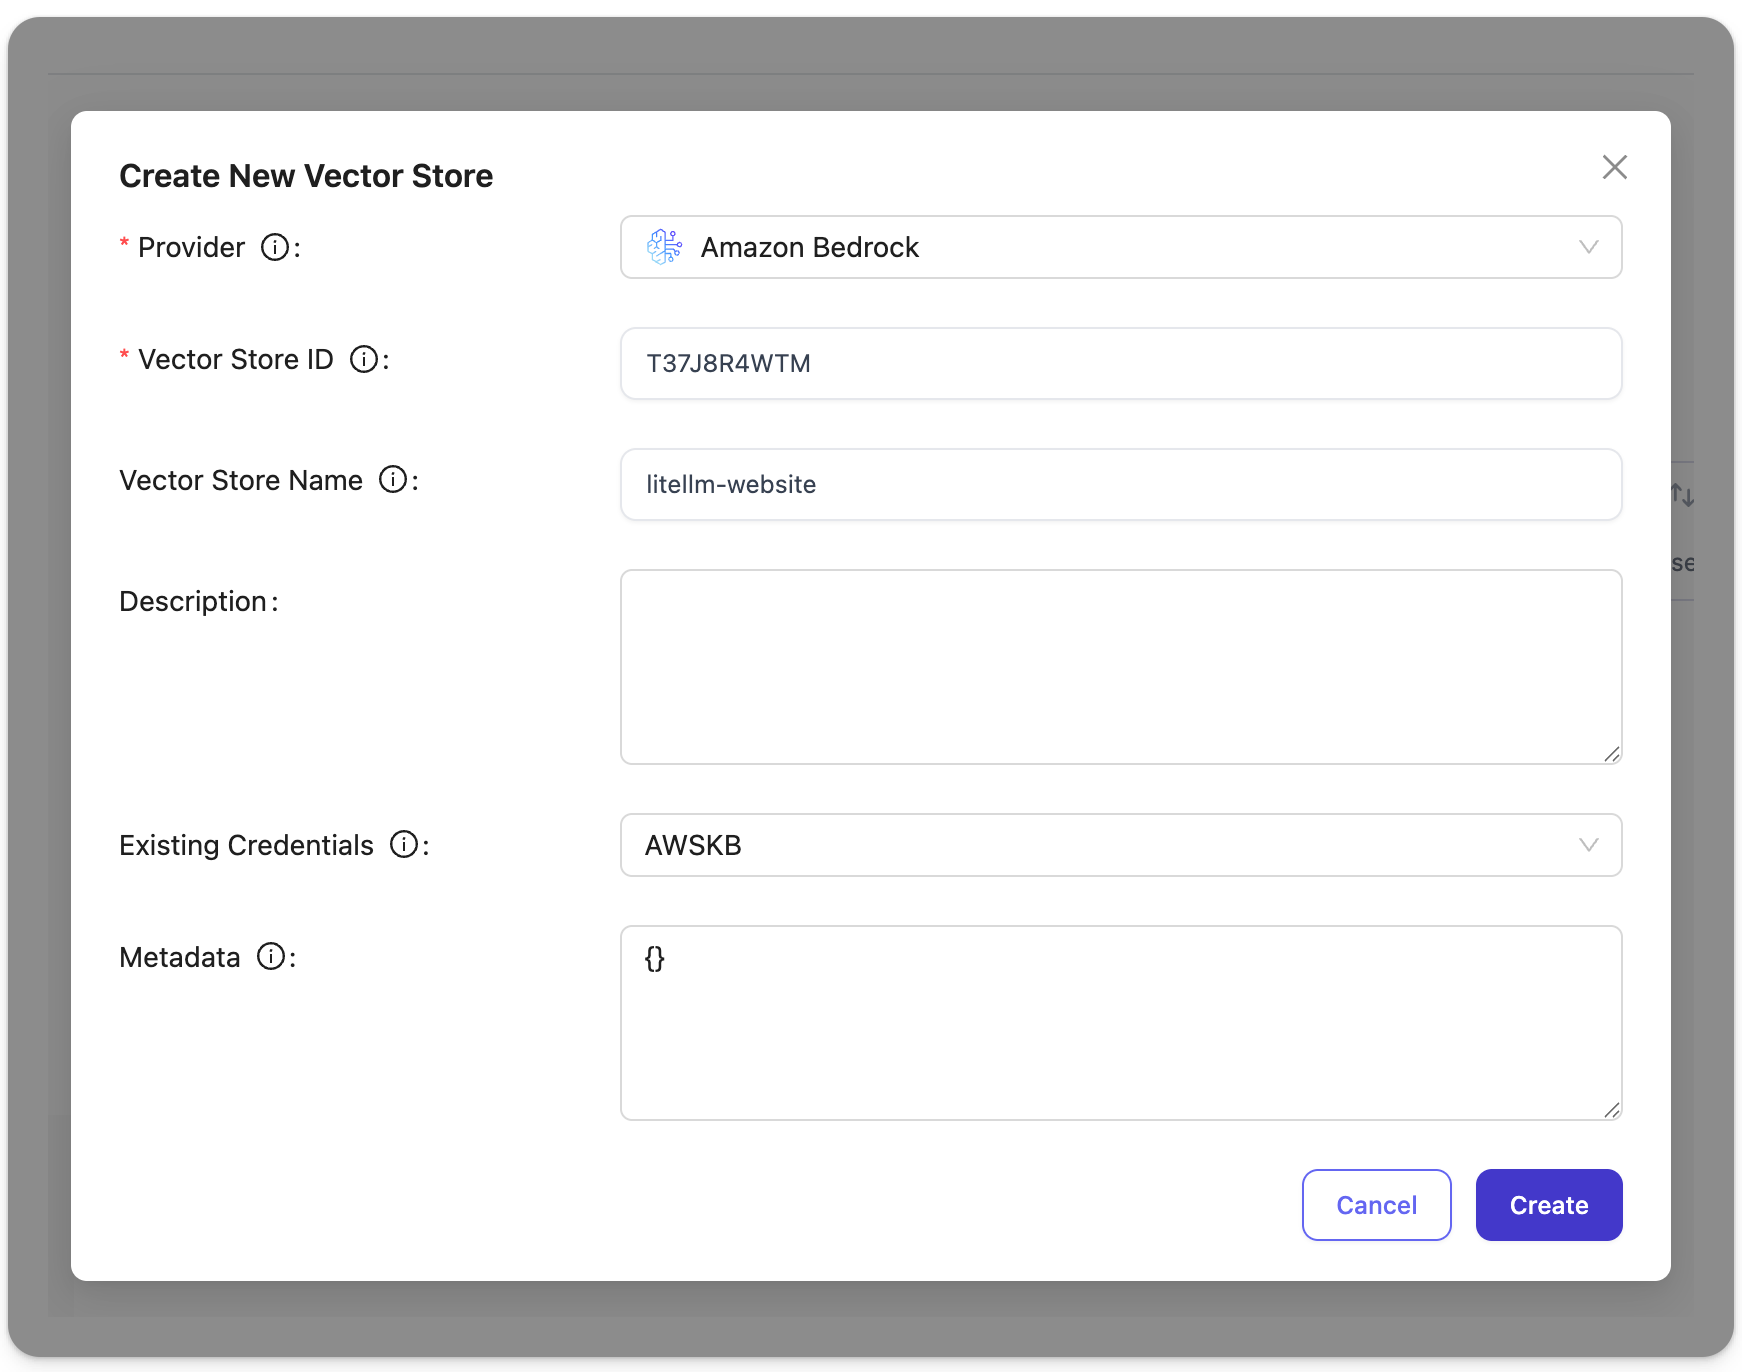 Create New Vector Store
* Provider ⓘ: Amazon Bedrock
* Vector Store ID ⓘ: T37J8R4WTM
Vector Store Name ⓘ: litellm-website
Description:
Existing Credentials ⓘ: AWSKB
Metadata ⓘ: {}
se
Cancel Create